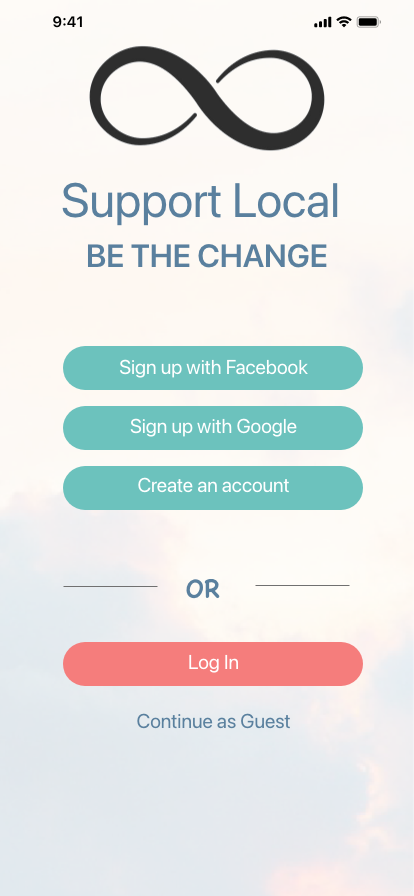 9:41
Support Local
BE THE CHANGE
Sign up with Facebook
Sign up with Google
Create an account
OR
Log In
Continue as Guest